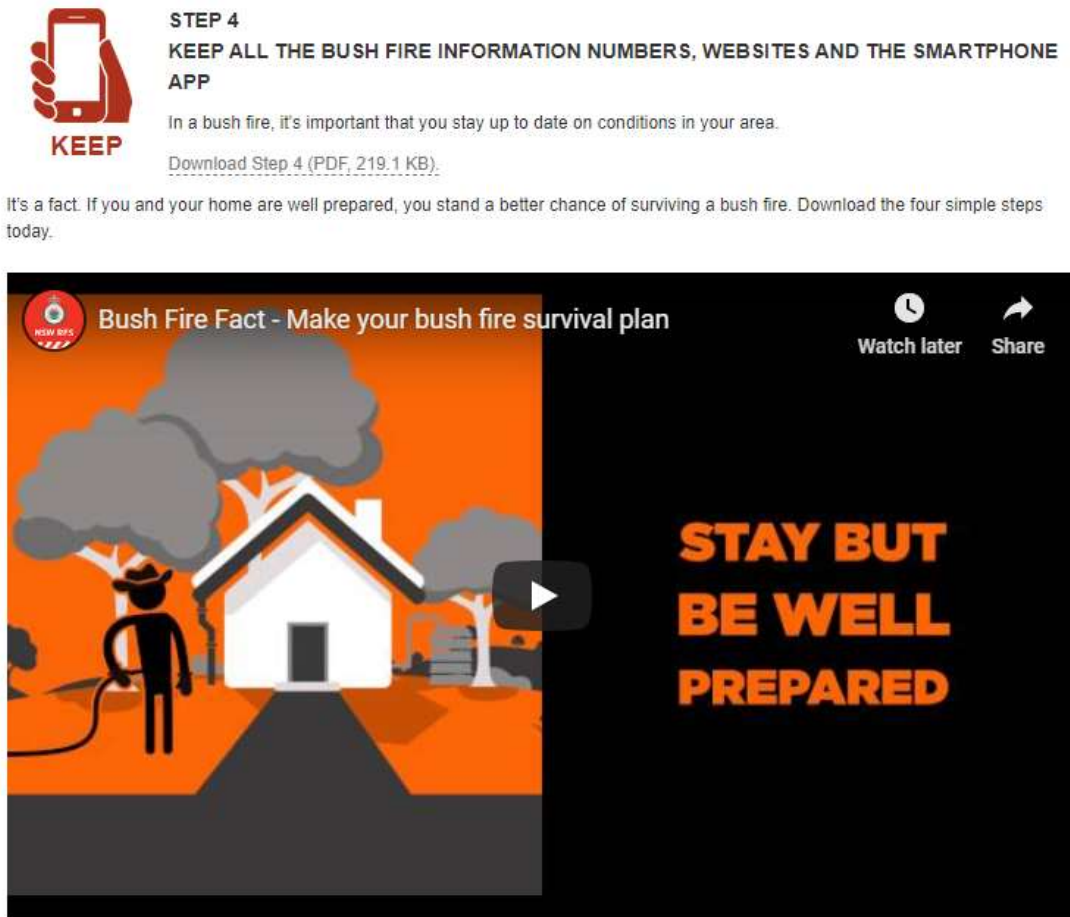 STEP 4
KEEP ALL THE BUSH FIRE INFORMATION NUMBERS, WEBSITES AND THE SMARTPHONE
APP
KEEP
In a bush fire, it's important that you stay up to date on conditions in your area.
Download Step 4 (PDF, 219.1 KB).
It's a fact. If you and your home are well prepared, you stand a better chance of surviving a bush fire. Download the four simple steps
today.
NSW RFS
Bush Fire Fact - Make your bush fire survival plan
Watch later
Share
STAY BUT
BE WELL
PREPARED